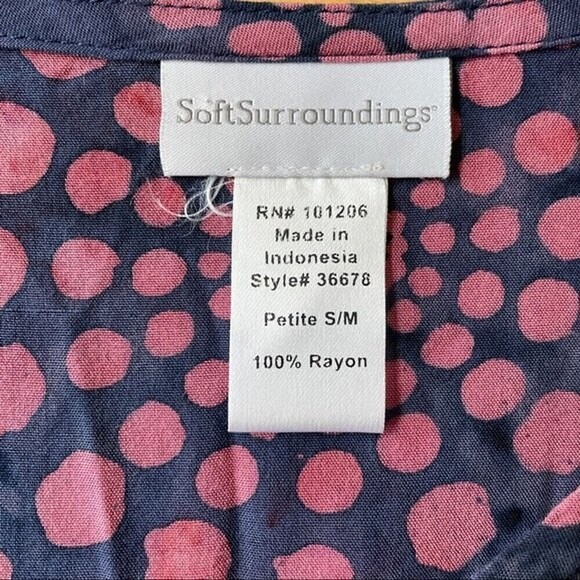 SoftSurroundings®
RN# 101206
Made in
Indonesia
Style# 36678
Petite S/M
100% Rayon